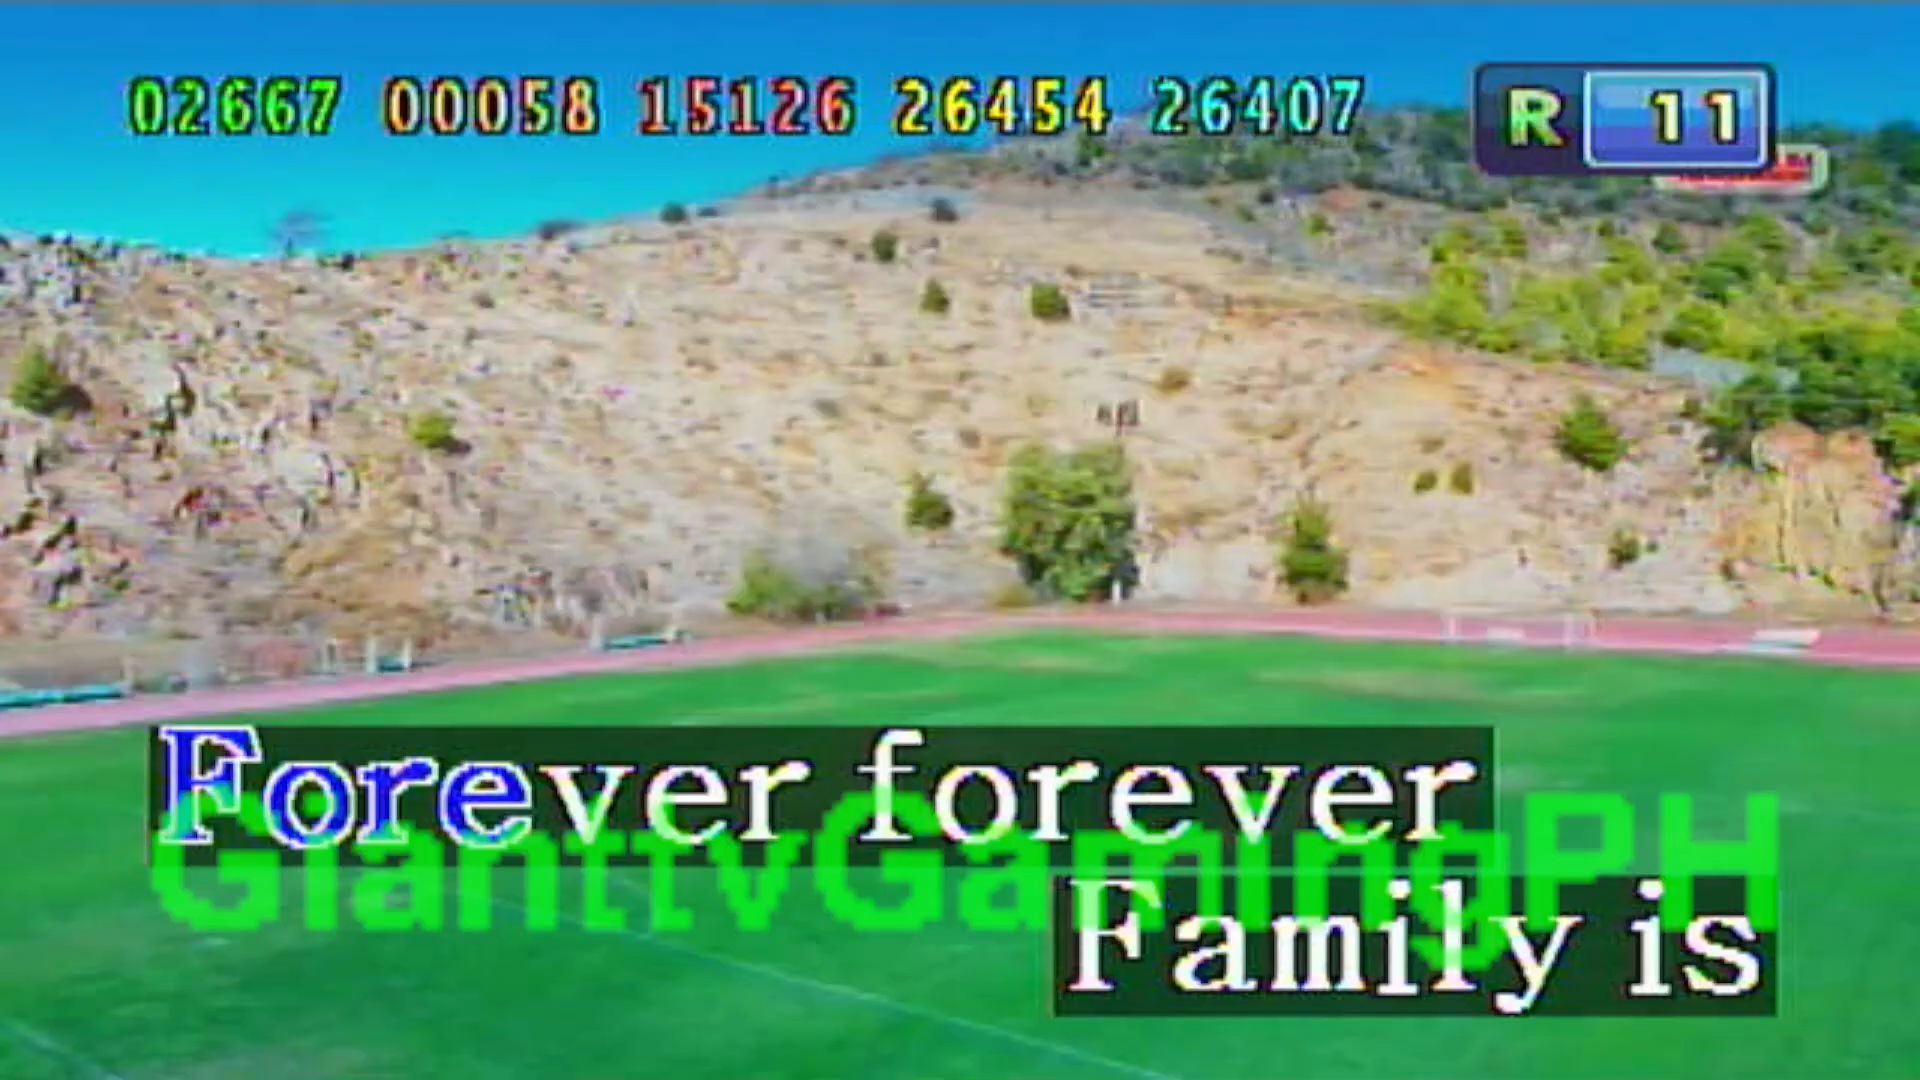 02667 00058 15126 26454 26407 R 11
Forever forever
GianttvGamingPH
Family is